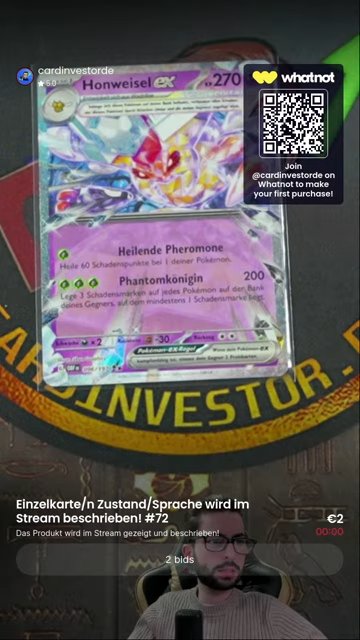 cardinvestorde
5.0
Honweisel ex 270
whatnot
Join
@cardinvestorde on
Whatnot to make
your first purchase!
Heilende Pheromone
Heile 60 Schadenspunkte bei 1 deiner Pokémon.
Phantomkönigin 200
Lege 3 Schadensmarken auf jedes Pokémon auf der Bank
deines Gegners, auf dem mindestens 1 Schadensmarke liegt.
Schwäche x2 -30 Rückzug
Pokémon-ex-Regel
CARDINVESTOR.D
Einzelkarte/n Zustand/Sprache wird im
Stream beschrieben! #72
€2
Das Produkt wird im Stream gezeigt und beschrieben!
00:00
2 bids